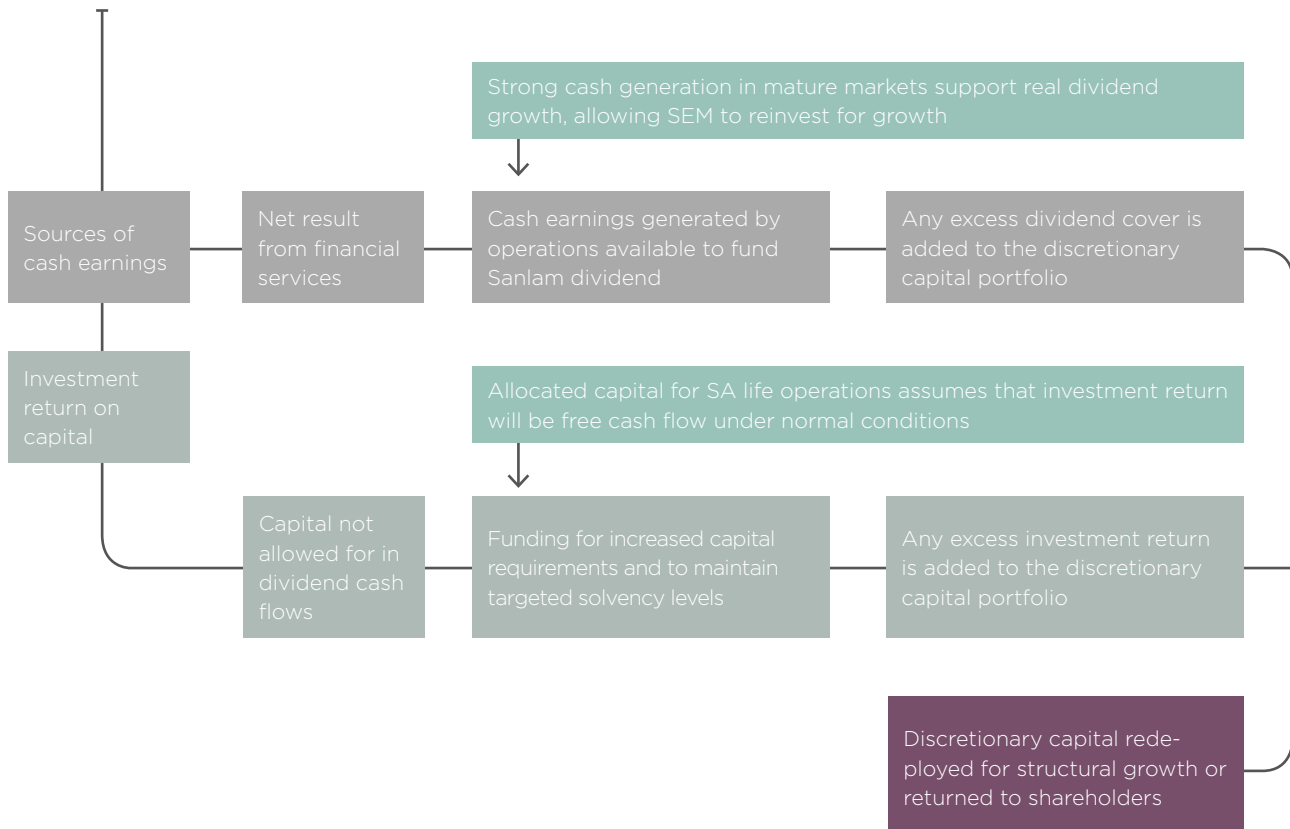 Strong cash generation in mature markets support real dividend
growth, allowing SEM to reinvest for growth
Sources of
cash earnings
Net result
from financial
services
Cash earnings generated by
operations available to fund
Sanlam dividend
Any excess dividend cover is
added to the discretionary
capital portfolio
Investment
return on
capital
Allocated capital for SA life operations assumes that investment return
will be free cash flow under normal conditions
Capital not
allowed for in
dividend cash
flows
Funding for increased capital
requirements and to maintain
targeted solvency levels
Any excess investment return
is added to the discretionary
capital portfolio
Discretionary capital rede-
ployed for structural growth or
returned to shareholders